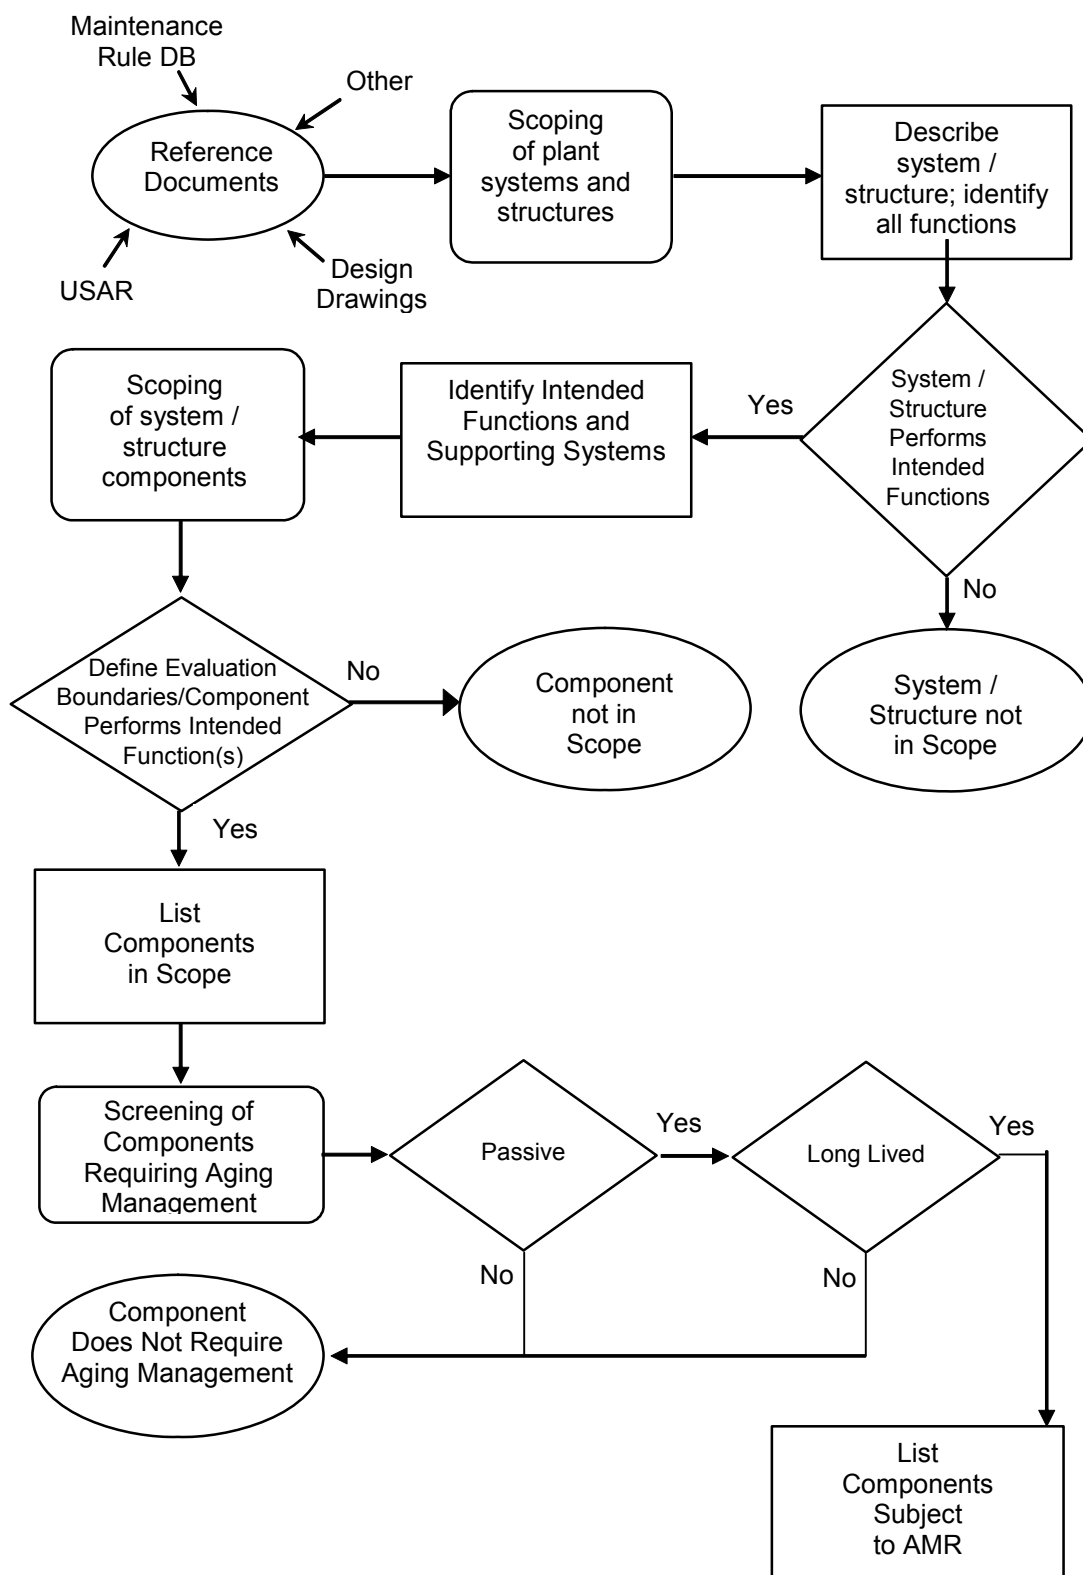 Maintenance
Rule DB
Other
Reference
Documents
USAR
Design
Drawings
Scoping
of plant
systems and
structures
Describe
system /
structure; identify
all functions
System /
Structure
Performs
Intended
Functions
Yes
No
Identify Intended
Functions and
Supporting Systems
Scoping
of system /
structure
components
Define Evaluation
Boundaries/Component
Performs Intended
Function(s)
No
Yes
Component
not in
Scope
System /
Structure not
in Scope
List
Components
in Scope
Screening of
Components
Requiring Aging
Management
Passive
Yes
No
Long Lived
Yes
No
Component
Does Not Require
Aging Management
List
Components
Subject
to AMR